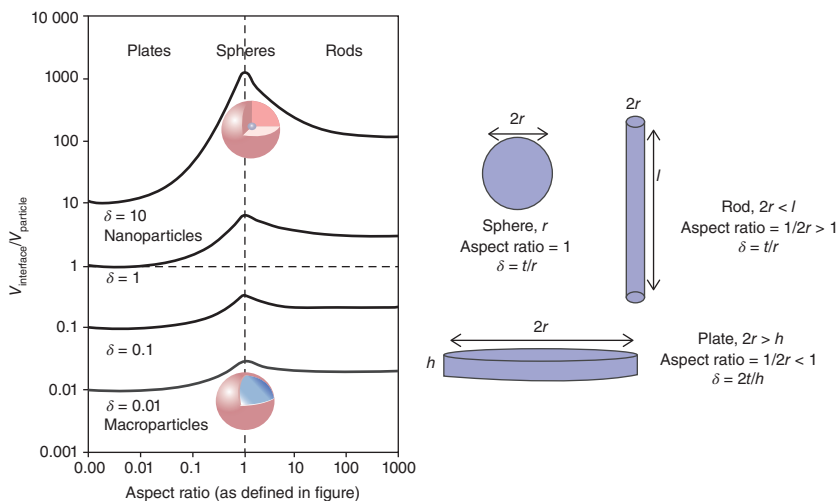 10 000
1000
100
10
1
0.1
0.01
0.001
V_interface/V_particle
Plates
Spheres
Rods
δ = 10
Nanoparticles
δ = 1
δ = 0.1
δ = 0.01
Macroparticles
0.00 0.01 0.1 1 10 100 1000
Aspect ratio (as defined in figure)
2r
Sphere, r
Aspect ratio = 1
δ = t/r
2r
l
Rod, 2r < l
Aspect ratio = 1/2r > 1
δ = t/r
2r
h
Plate, 2r > h
Aspect ratio = 1/2r < 1
δ = 2t/h